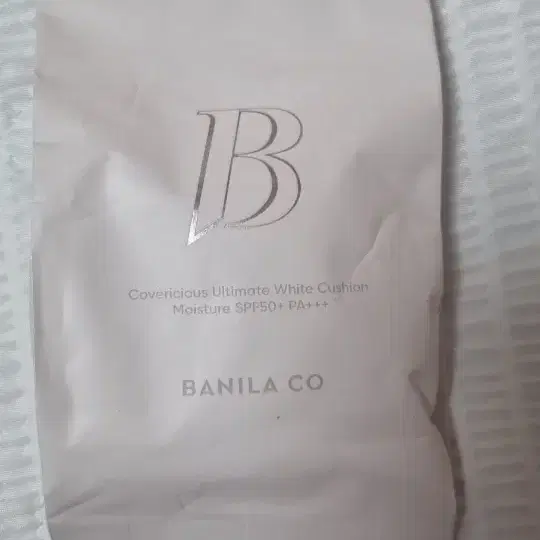 B
Covericious Ultimate White Cushion
Moisture SPF50+ PA+++
BANILA CO